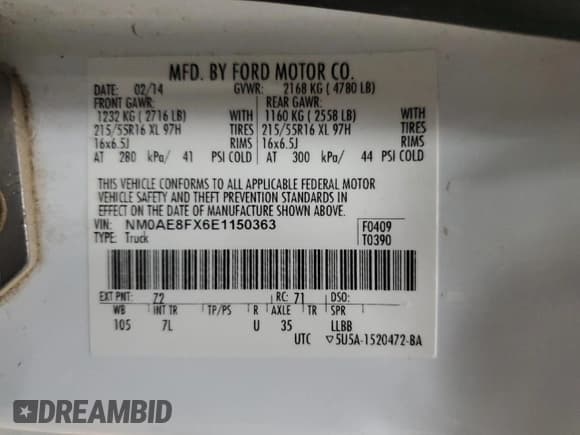 MFD. BY FORD MOTOR CO.
DATE: 02/14 GVWR: 2168 KG ( 4780 LB)
FRONT GAWR: REAR GAWR:
1232 KG ( 2716 LB) WITH 1160 KG ( 2558 LB) WITH
215/55R16 XL 97H TIRES 215/55R16 XL 97H TIRES
16x6.5J RIMS 16x6.5J RIMS
AT 280 kPa/ 41 PSI COLD AT 300 kPa/ 44 PSI COLD
THIS VEHICLE CONFORMS TO ALL APPLICABLE FEDERAL MOTOR
VEHICLE SAFETY AND THEFT PREVENTION STANDARDS IN
EFFECT ON THE DATE OF MANUFACTURE SHOWN ABOVE.
VIN: NM0AE8FX6E1150363 F0409
TYPE: Truck T0390
EXT PNT: Z2 RC: 71 DSO:
WB INT TR TP/PS R AXLE TR SPR
105 7L U 35 LLBB
UTC ▽5U5A-1520472-BA
DREAMBID